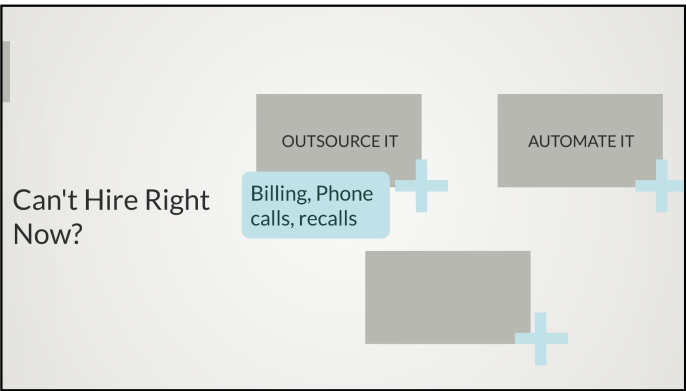 Can't Hire Right
Now?
OUTSOURCE IT
Billing, Phone
calls, recalls
AUTOMATE IT